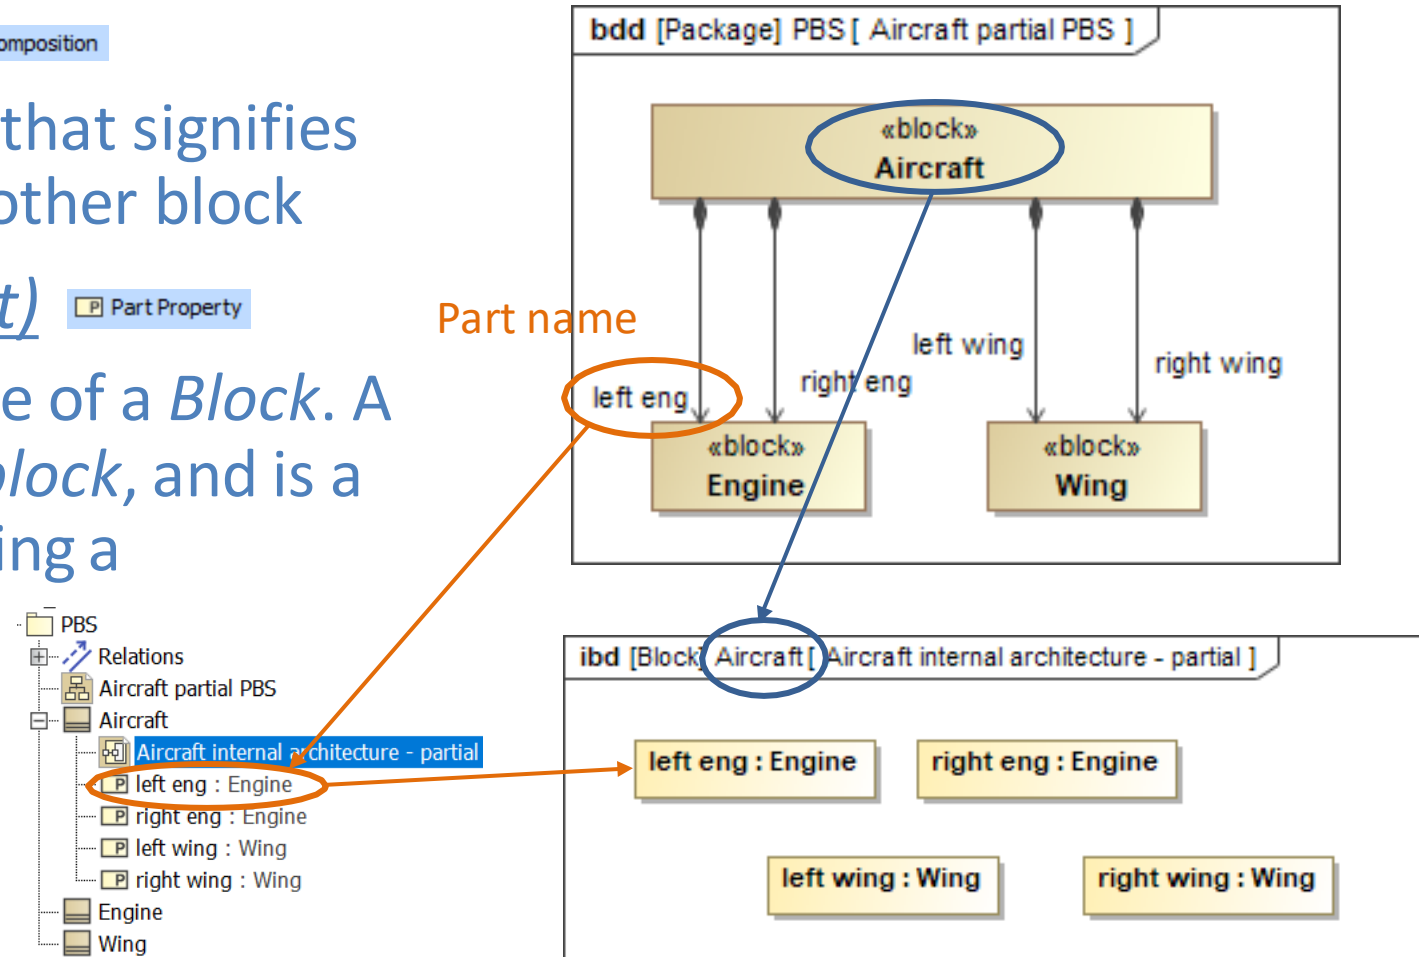 omposition
that signifies
other block
t)
Part Property
e of a Block. A
block, and is a
ing a
Part name
bdd [Package] PBS [ Aircraft partial PBS ]
«block»
Aircraft
left eng
right eng
left wing
right wing
«block»
Engine
«block»
Wing
PBS
Relations
Aircraft partial PBS
Aircraft
Aircraft internal architecture - partial
left eng : Engine
right eng : Engine
left wing : Wing
right wing : Wing
Engine
Wing
ibd [Block] Aircraft [ Aircraft internal architecture - partial ]
left eng : Engine
right eng : Engine
left wing : Wing
right wing : Wing